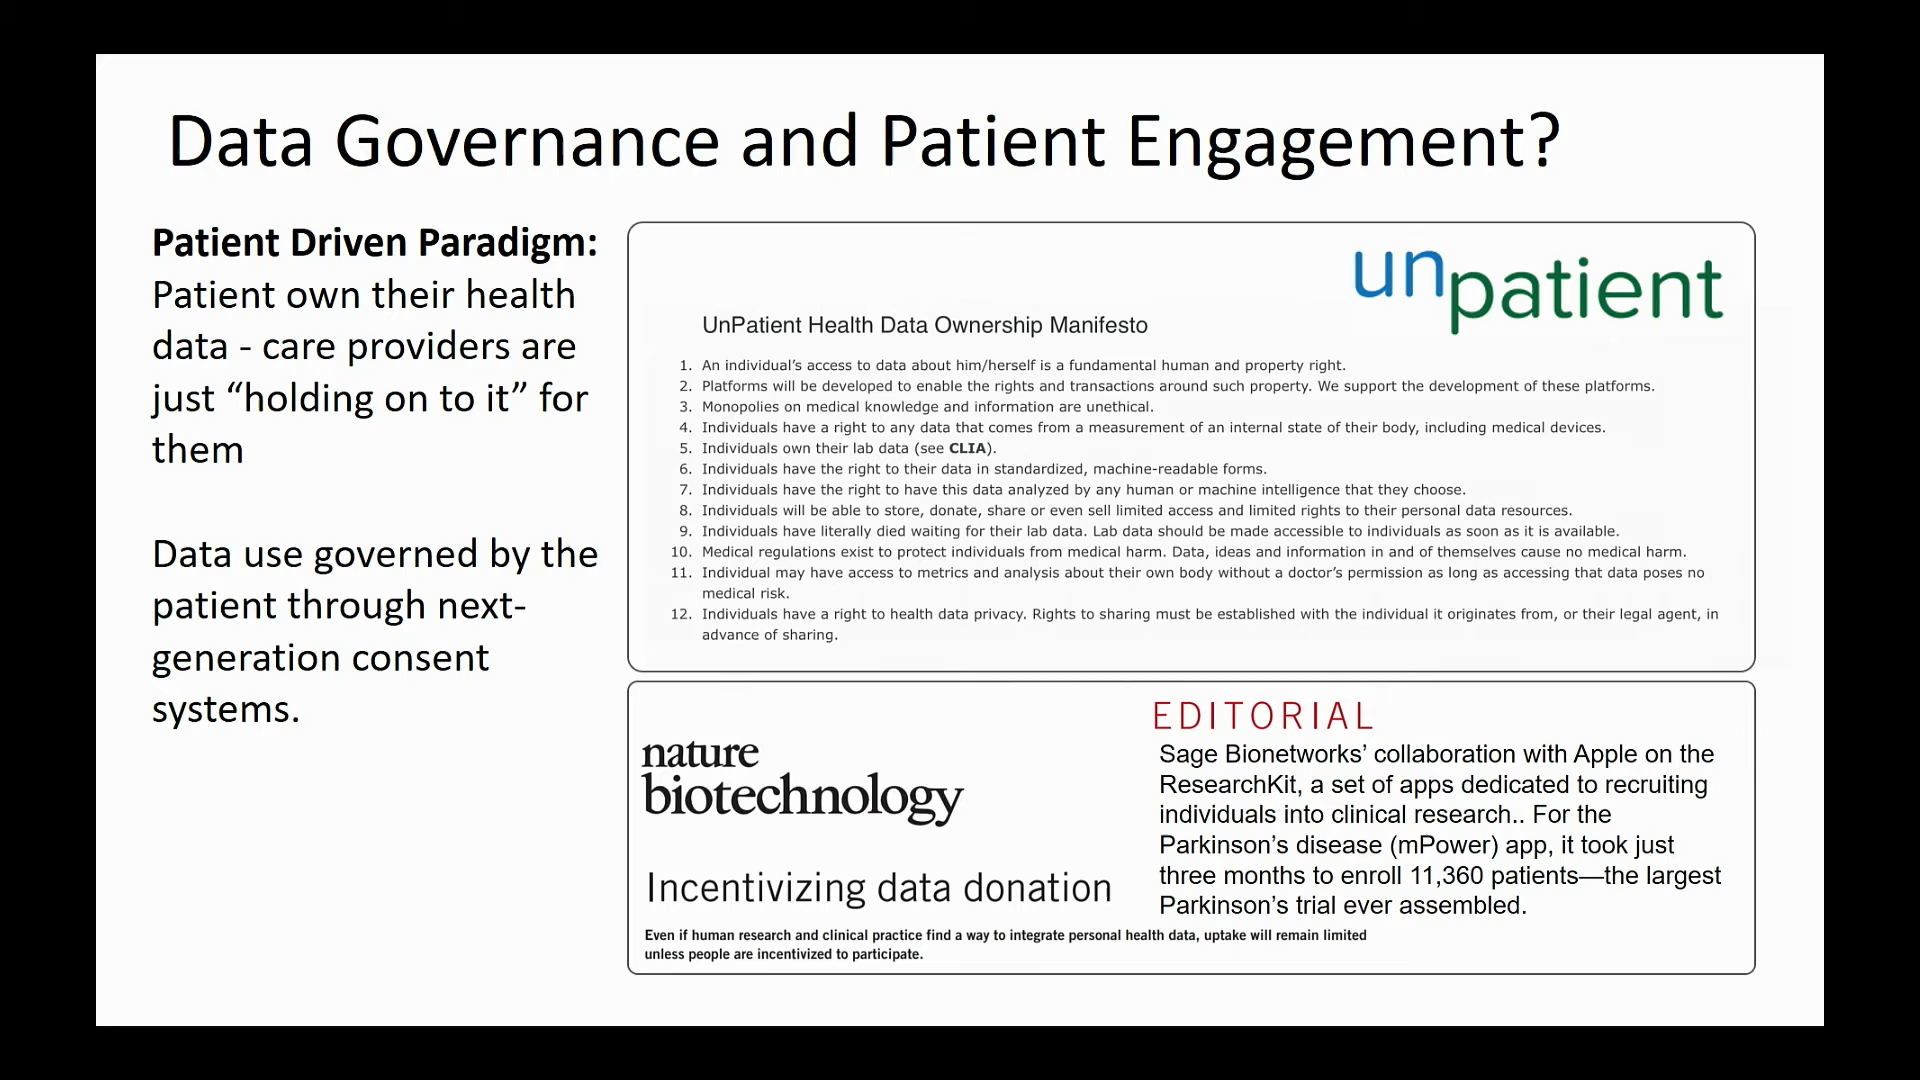 Data Governance and Patient Engagement?
Patient Driven Paradigm:
Patient own their health
data - care providers are
just “holding on to it” for
them
Data use governed by the
patient through next-
generation consent
systems.
unpatient
UnPatient Health Data Ownership Manifesto
1. An individual’s access to data about him/herself is a fundamental human and property right.
2. Platforms will be developed to enable the rights and transactions around such property. We support the development of these platforms.
3. Monopolies on medical knowledge and information are unethical.
4. Individuals have a right to any data that comes from a measurement of an internal state of their body, including medical devices.
5. Individuals own their lab data (see CLIA).
6. Individuals have the right to their data in standardized, machine-readable forms.
7. Individuals have the right to have this data analyzed by any human or machine intelligence that they choose.
8. Individuals will be able to store, donate, share or even sell limited access and limited rights to their personal data resources.
9. Individuals have literally died waiting for their lab data. Lab data should be made accessible to individuals as soon as it is available.
10. Medical regulations exist to protect individuals from medical harm. Data, ideas and information in and of themselves cause no medical harm.
11. Individual may have access to metrics and analysis about their own body without a doctor’s permission as long as accessing that data poses no
medical risk.
12. Individuals have a right to health data privacy. Rights to sharing must be established with the individual it originates from, or their legal agent, in
advance of sharing.
nature
biotechnology
Incentivizing data donation
Even if human research and clinical practice find a way to integrate personal health data, uptake will remain limited
unless people are incentivized to participate.
EDITORIAL
Sage Bionetworks’ collaboration with Apple on the
ResearchKit, a set of apps dedicated to recruiting
individuals into clinical research.. For the
Parkinson’s disease (mPower) app, it took just
three months to enroll 11,360 patients—the largest
Parkinson’s trial ever assembled.